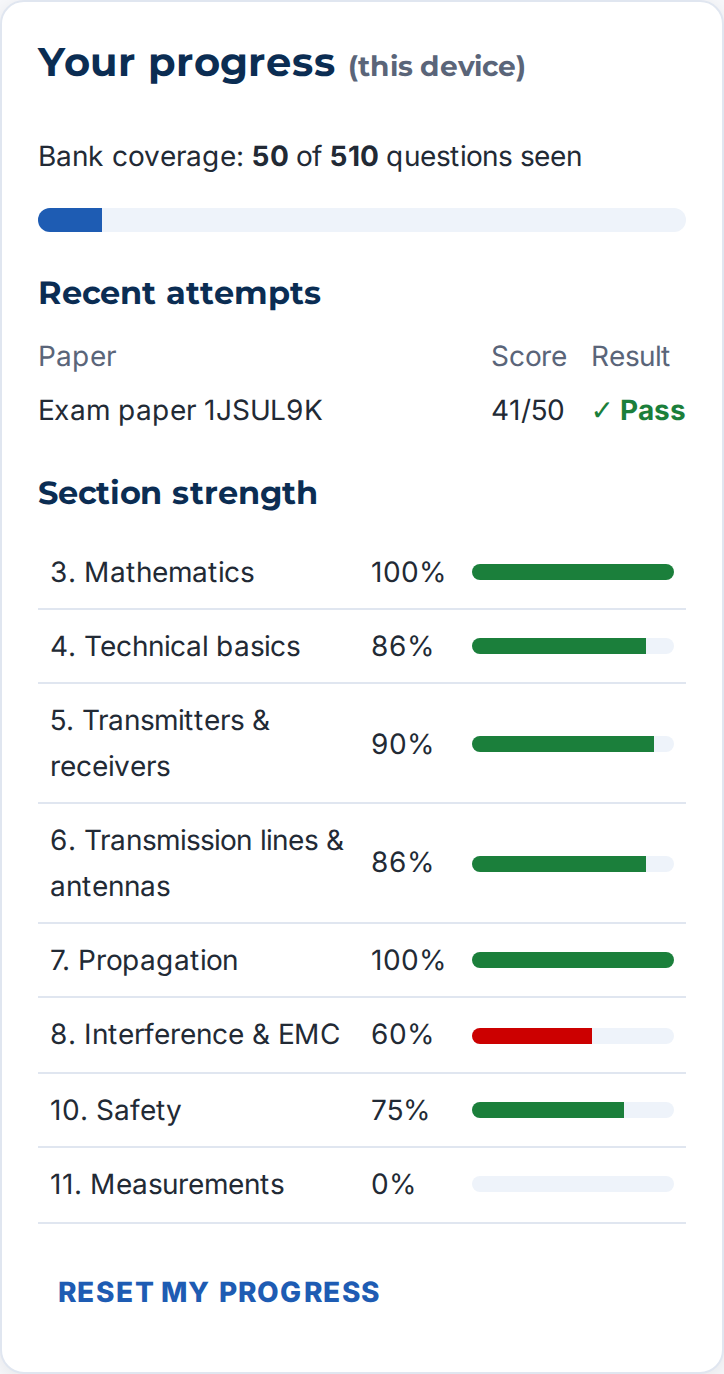 Your progress (this device)
Bank coverage: 50 of 510 questions seen
Recent attempts
Paper Score Result
Exam paper 1JSUL9K 41/50 ✓ Pass
Section strength
3. Mathematics 100%
4. Technical basics 86%
5. Transmitters &
receivers 90%
6. Transmission lines &
antennas 86%
7. Propagation 100%
8. Interference & EMC 60%
10. Safety 75%
11. Measurements 0%
RESET MY PROGRESS